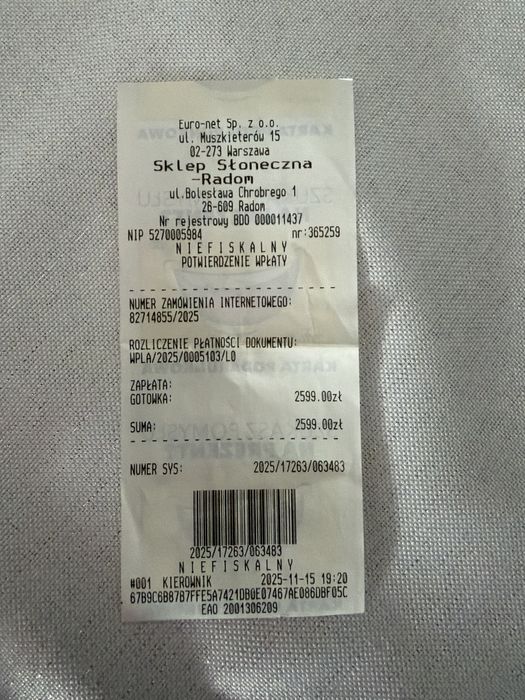 Euro-net Sp. z o.o.
ul. Muszkieterów 15
02-273 Warszawa
Sklep Słoneczna
-Radom
ul.Bolesława Chrobrego 1
26-609 Radom
Nr rejestrowy BDO 000011437
NIP 5270005984 nr:365259
N I E F I S K A L N Y
POTWIERDZENIE WPŁATY
- - - - - - - - - - - - - - - - - - - -
NUMER ZAMÓWIENIA INTERNETOWEGO:
82714855/2025
ROZLICZENIE PŁATNOŚCI DOKUMENTU:
WPLA/2025/0005103/LO
ZAPŁATA:
GOTÓWKA: 2599.00zł
SUMA: 2599.00zł
- - - - - - - - - - - - - - - - - - - -
NUMER SYS: 2025/17263/063483
2025/17263/063483
N I E F I S K A L N Y
#001 KIEROWNIK 2025-11-15 19:20
67B9C6B8787FFE5A7421DB0E07467AE086DBF05C
EAO 2001306209